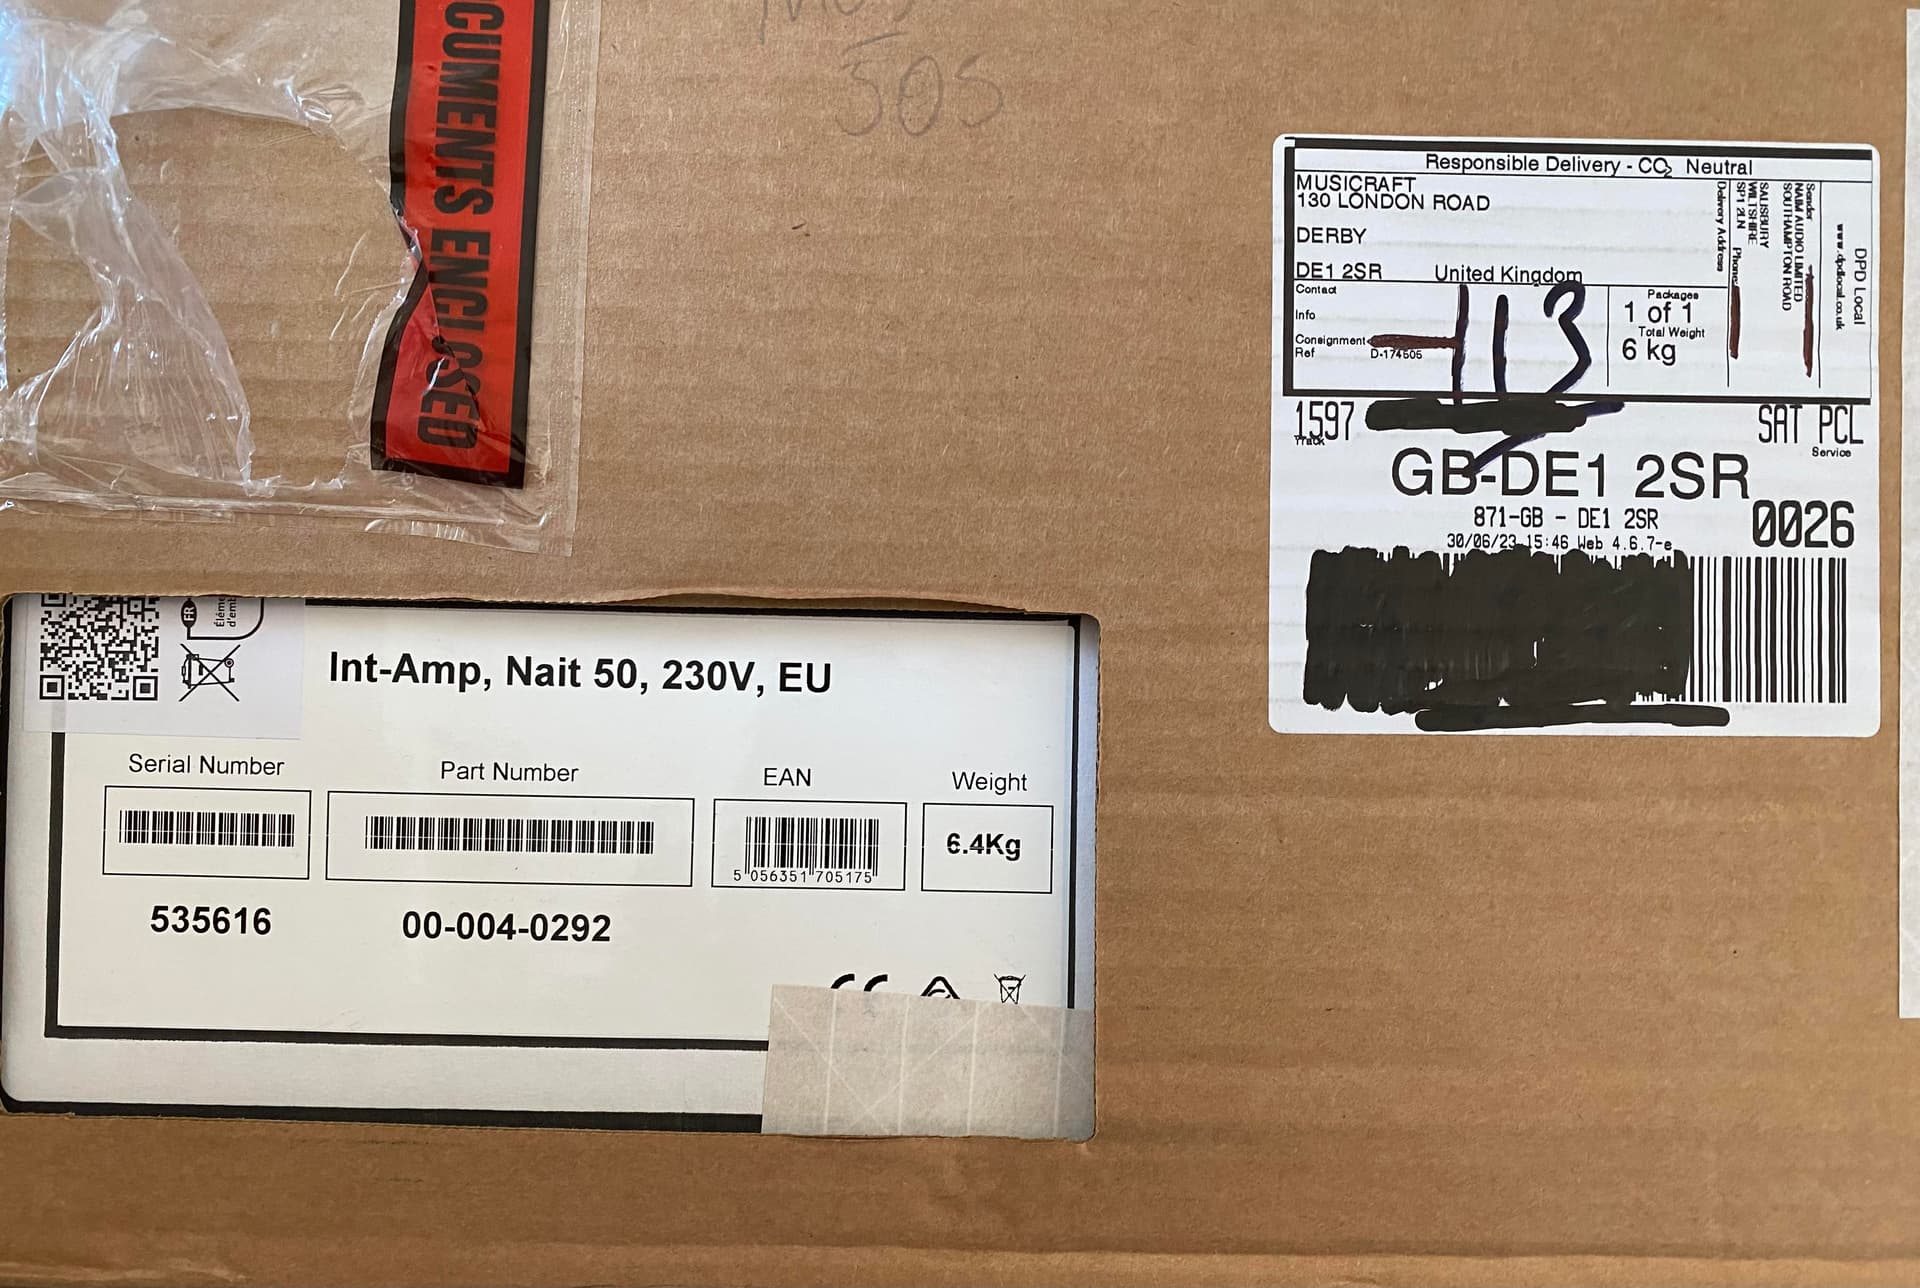 CUMENTS ENCLOSED
505
Responsible Delivery - CO2 Neutral
MUSICRAFT
130 LONDON ROAD
DERBY
DE1 2SR United Kingdom
Contact
Info
Consignment
Ref D-174505
113
Packages
1 of 1
Total Weight
6 kg
Delivery Address
Sender
NAIM AUDIO LIMITED
SOUTHAMPTON ROAD
SALISBURY
WILTSHIRE
SP1 2LN Phone
DPD Local
www.dpdlocal.co.uk
1597
Track
SAT PCL
Service
GB-DE1 2SR
871-GB - DE1 2SR
0026
30/06/23 15:46 Web 4.6.7-e
FR
Éléme
d'emb
Int-Amp, Nait 50, 230V, EU
Serial Number Part Number EAN Weight
5 056351 705175
6.4Kg
535616 00-004-0292
CE